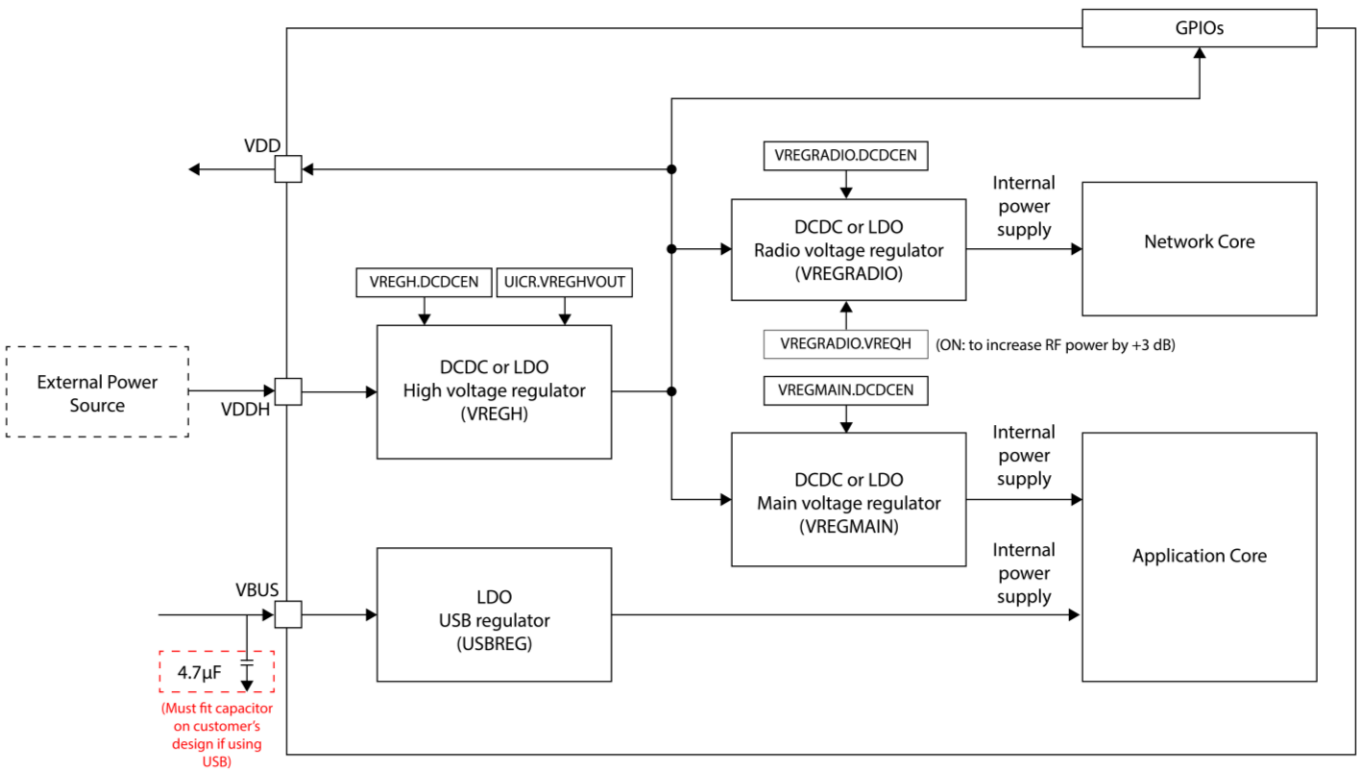 GPIOs
VDD
VREGRADIO.DCDCEN
DCDC or LDO
Radio voltage regulator
(VREGRADIO)
Internal
power
supply
Network Core
VREGRADIO.VREQH
(ON: to increase RF power by +3 dB)
VREGH.DCDCEN
UICR.VREGHVOUT
DCDC or LDO
High voltage regulator
(VREGH)
External Power
Source
VDDH
VREGMAIN.DCDCEN
DCDC or LDO
Main voltage regulator
(VREGMAIN)
Internal
power
supply
Application Core
Internal
power
supply
VBUS
LDO
USB regulator
(USBREG)
4.7µF
(Must fit capacitor
on customer's
design if using
USB)